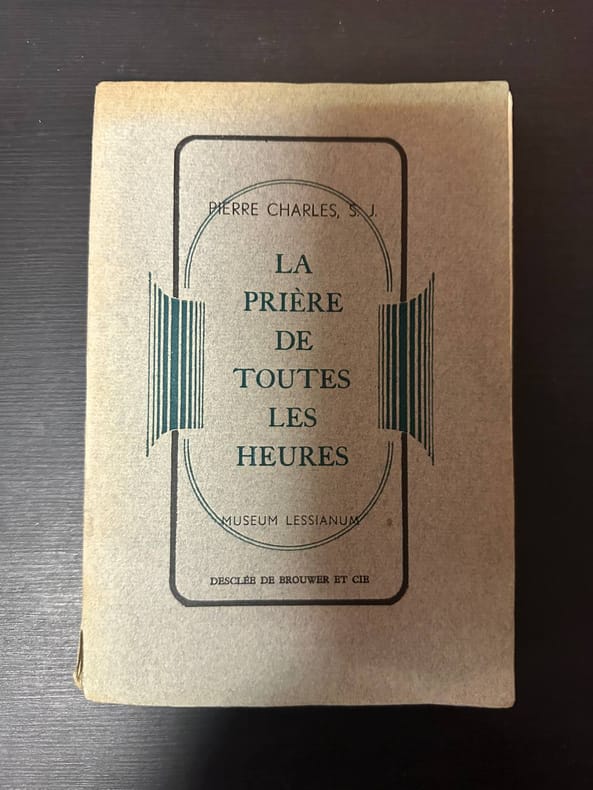 PIERRE CHARLES, S. J.
LA
PRIÈRE
DE
TOUTES
LES
HEURES
MUSEUM LESSIANUM
DESCLÉE DE BROUWER ET CIE